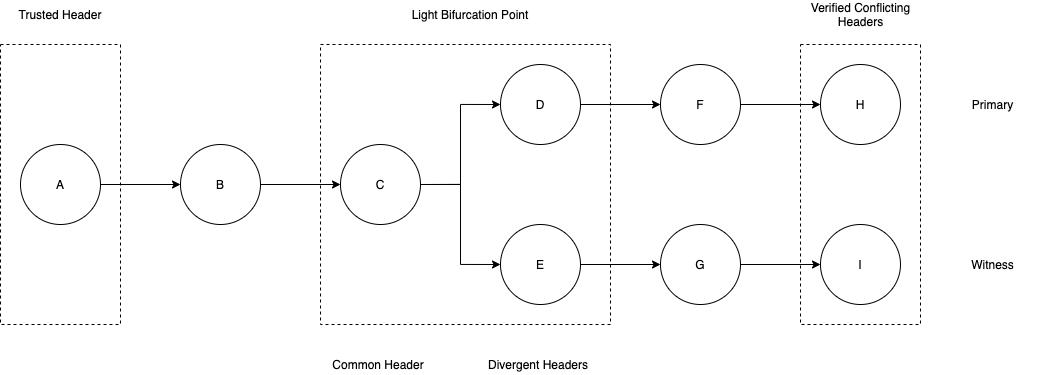 Trusted Header
Light Bifurcation Point
Verified Conflicting
Headers
D
F
H
Primary
A
B
C
E
G
I
Witness
Common Header
Divergent Headers